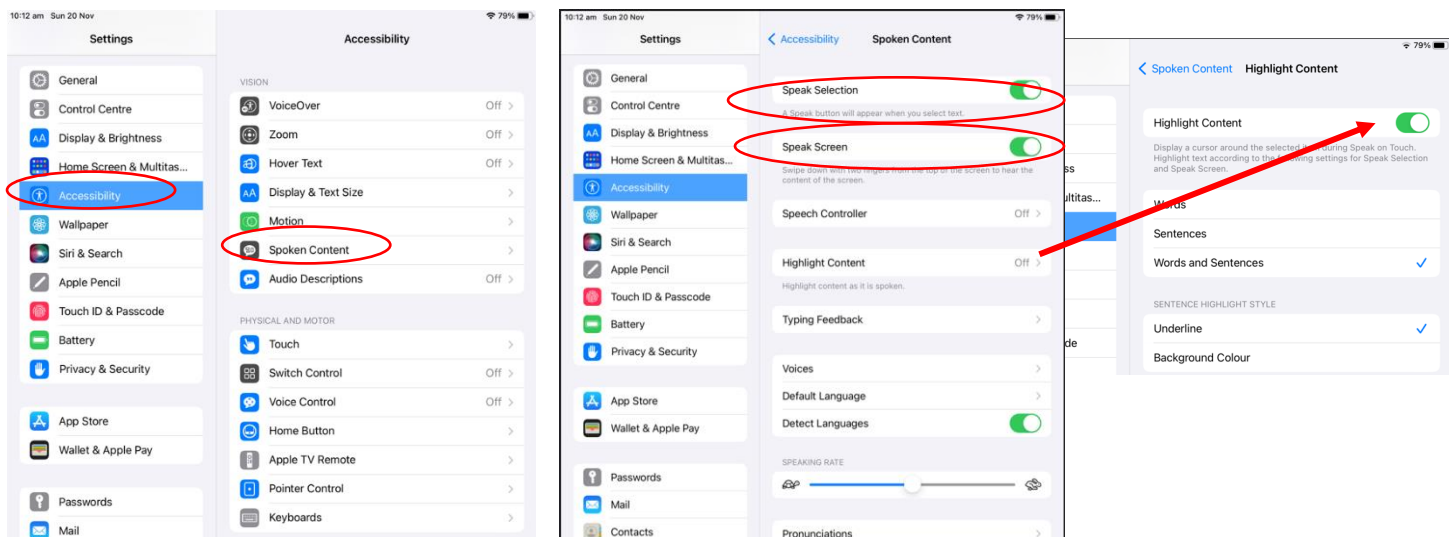 10:12 am Sun 20 Nov
79%
Settings
General
Control Centre
Display & Brightness
Home Screen & Multitas...
Accessibility
Wallpaper
Siri & Search
Apple Pencil
Touch ID & Passcode
Battery
Privacy & Security
App Store
Wallet & Apple Pay
Passwords
Mail
Accessibility
VISION
VoiceOver Off
Zoom Off
Hover Text Off
Display & Text Size
Motion
Spoken Content
Audio Descriptions Off
PHYSICAL AND MOTOR
Touch
Switch Control Off
Voice Control Off
Home Button
Apple TV Remote
Pointer Control
Keyboards
10:12 am Sun 20 Nov
79%
Settings
General
Control Centre
Display & Brightness
Home Screen & Multitas...
Accessibility
Wallpaper
Siri & Search
Apple Pencil
Touch ID & Passcode
Battery
Privacy & Security
App Store
Wallet & Apple Pay
Passwords
Mail
Contacts
Accessibility Spoken Content
Speak Selection
A Speak button will appear when you select text.
Speak Screen
Swipe down with two fingers from the top of the screen to hear the
content of the screen.
Speech Controller Off
Highlight Content Off
Highlight content as it is spoken.
Typing Feedback
Voices
Default Language
Detect Languages
SPEAKING RATE
Pronunciations
79%
ss
ultitas...
de
Spoken Content Highlight Content
Highlight Content
Display a cursor around the selected item during Speak on Touch.
Highlight text according to the following settings for Speak Selection
and Speak Screen.
Words
Sentences
Words and Sentences
SENTENCE HIGHLIGHT STYLE
Underline
Background Colour